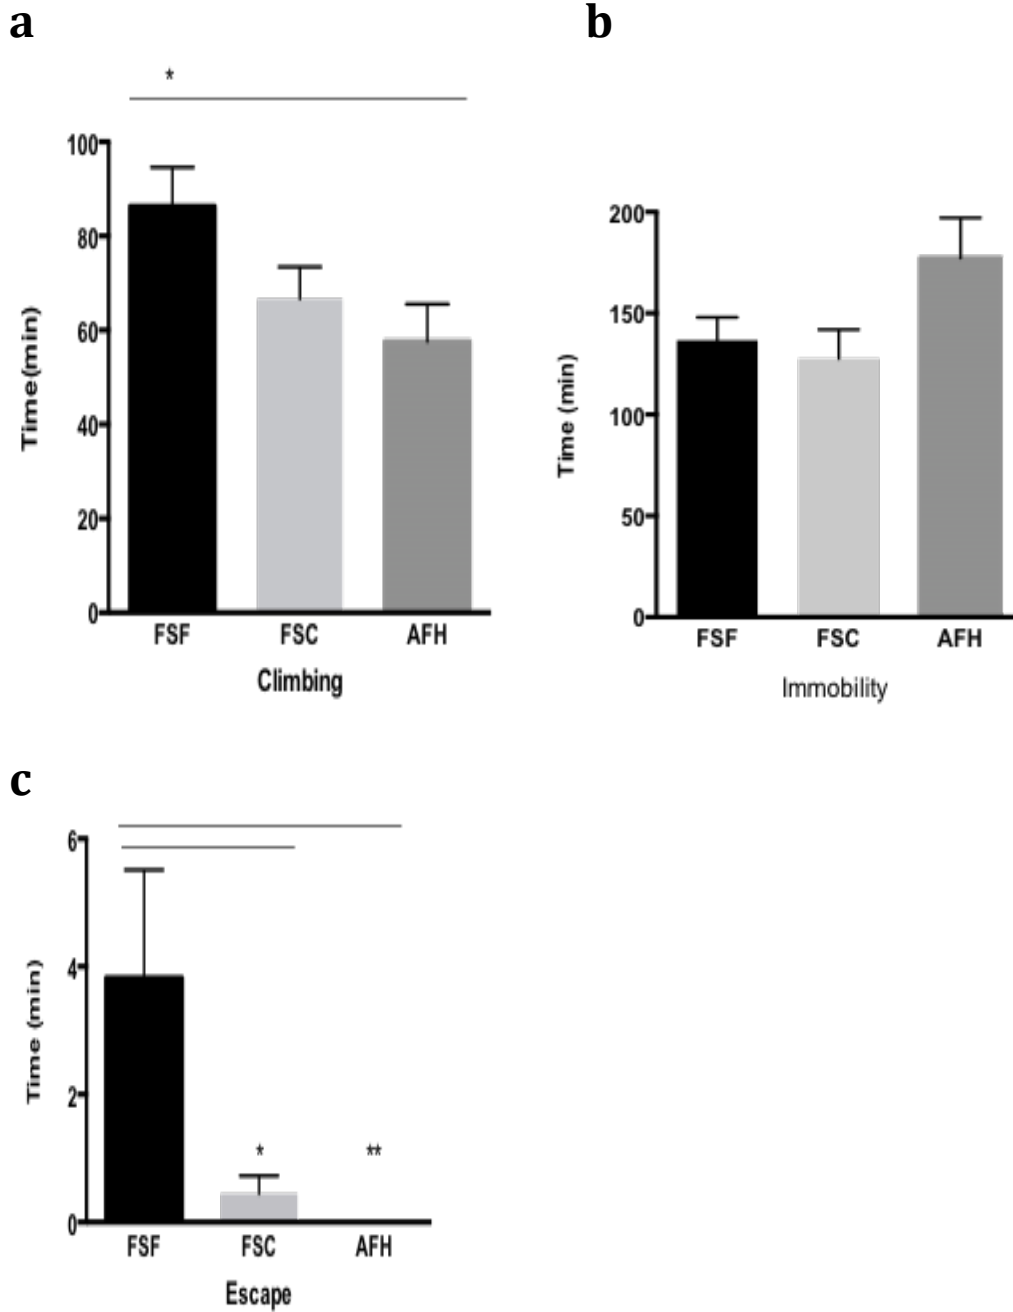 a
*
100
80
60
40
20
0
Time(min)
FSF FSC AFH
Climbing
b
200
150
100
50
0
Time (min)
FSF FSC AFH
Immobility
c
6
4
2
0
Time (min)
* **
FSF FSC AFH
Escape